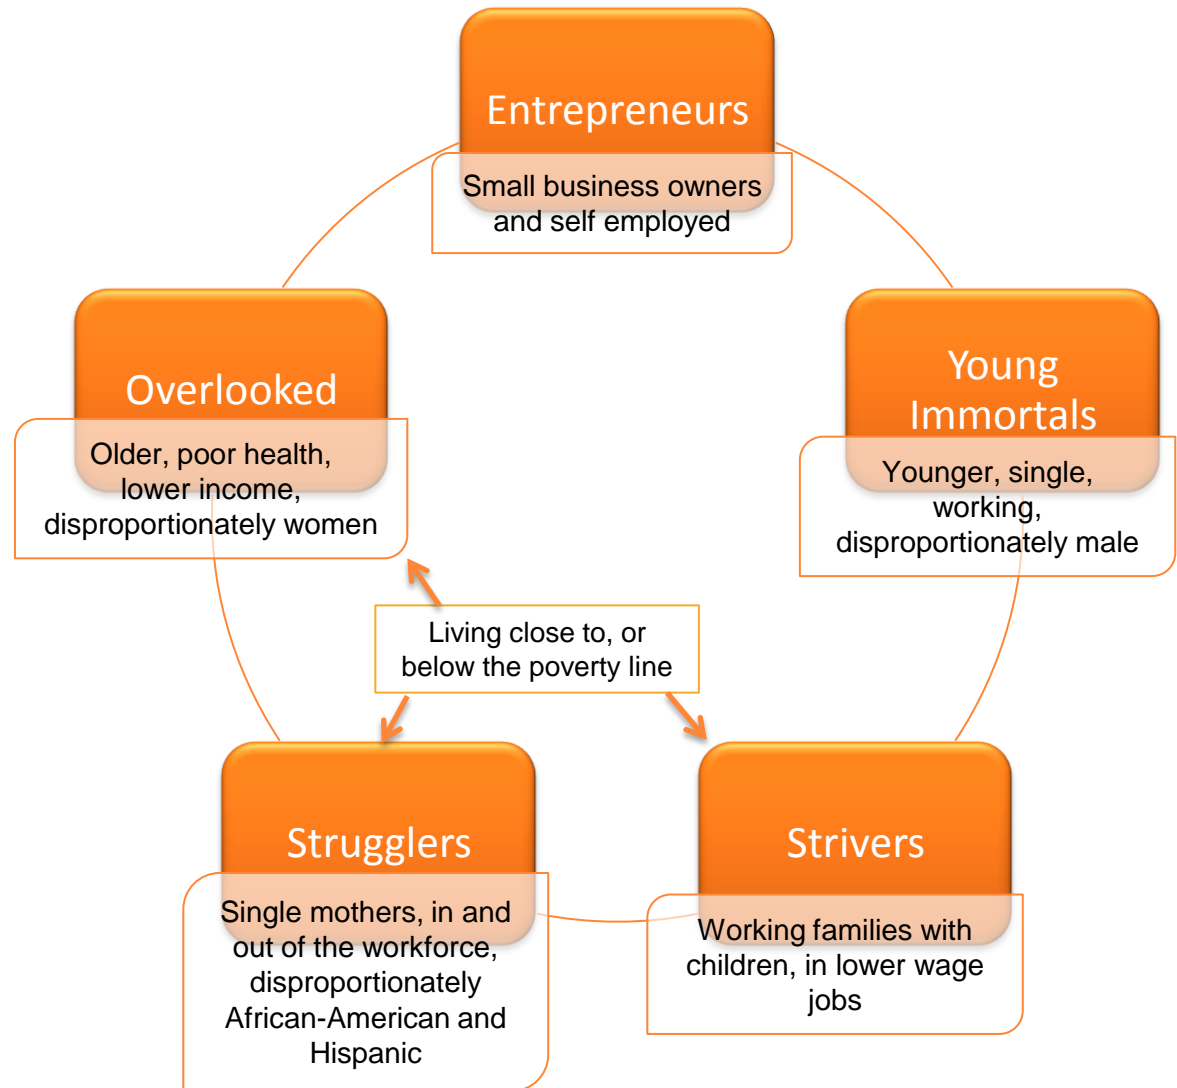 Entrepreneurs
Small business owners
and self employed
Overlooked
Older, poor health,
lower income,
disproportionately women
Young
Immortals
Younger, single,
working,
disproportionately male
Living close to, or
below the poverty line
Strugglers
Single mothers, in and
out of the workforce,
disproportionately
African-American and
Hispanic
Strivers
Working families with
children, in lower wage
jobs